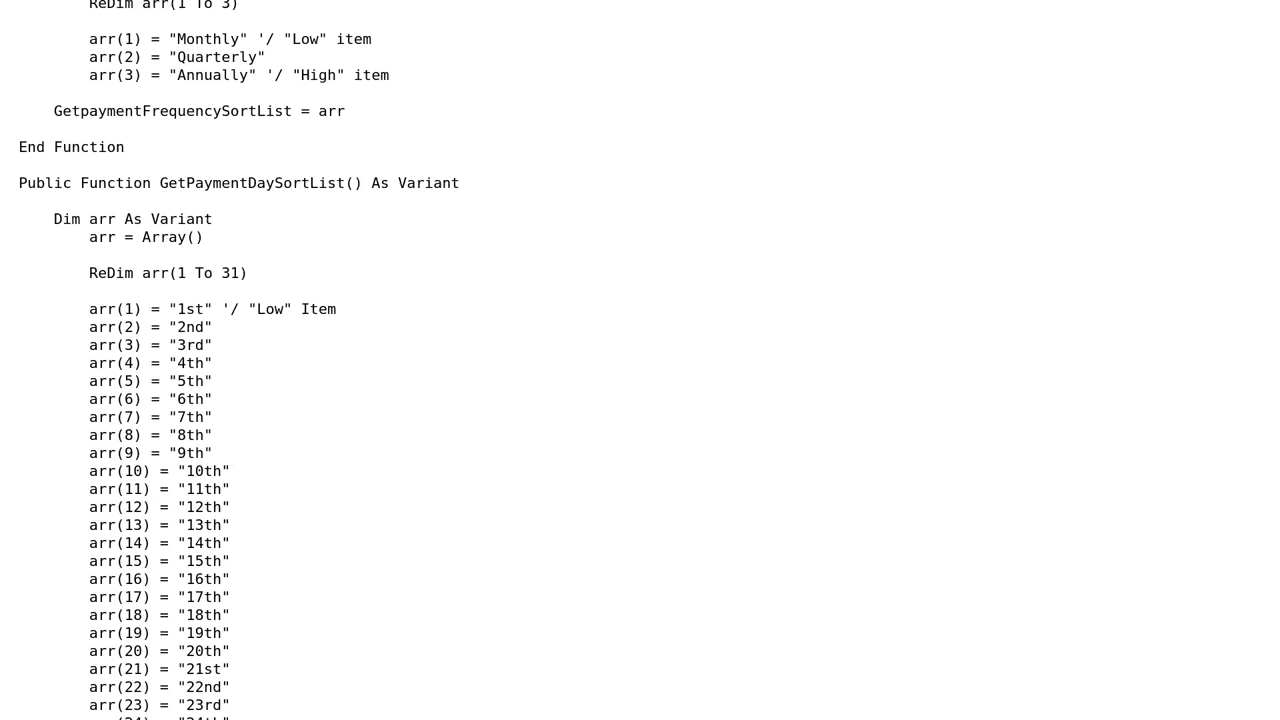 ReDim arr(1 To 3)

arr(1) = "Monthly" '/ "Low" item
arr(2) = "Quarterly"
arr(3) = "Annually" '/ "High" item

GetpaymentFrequencySortList = arr

End Function

Public Function GetPaymentDaySortList() As Variant

Dim arr As Variant
arr = Array()

ReDim arr(1 To 31)

arr(1) = "1st" '/ "Low" Item
arr(2) = "2nd"
arr(3) = "3rd"
arr(4) = "4th"
arr(5) = "5th"
arr(6) = "6th"
arr(7) = "7th"
arr(8) = "8th"
arr(9) = "9th"
arr(10) = "10th"
arr(11) = "11th"
arr(12) = "12th"
arr(13) = "13th"
arr(14) = "14th"
arr(15) = "15th"
arr(16) = "16th"
arr(17) = "17th"
arr(18) = "18th"
arr(19) = "19th"
arr(20) = "20th"
arr(21) = "21st"
arr(22) = "22nd"
arr(23) = "23rd"
arr(24) = "24th"